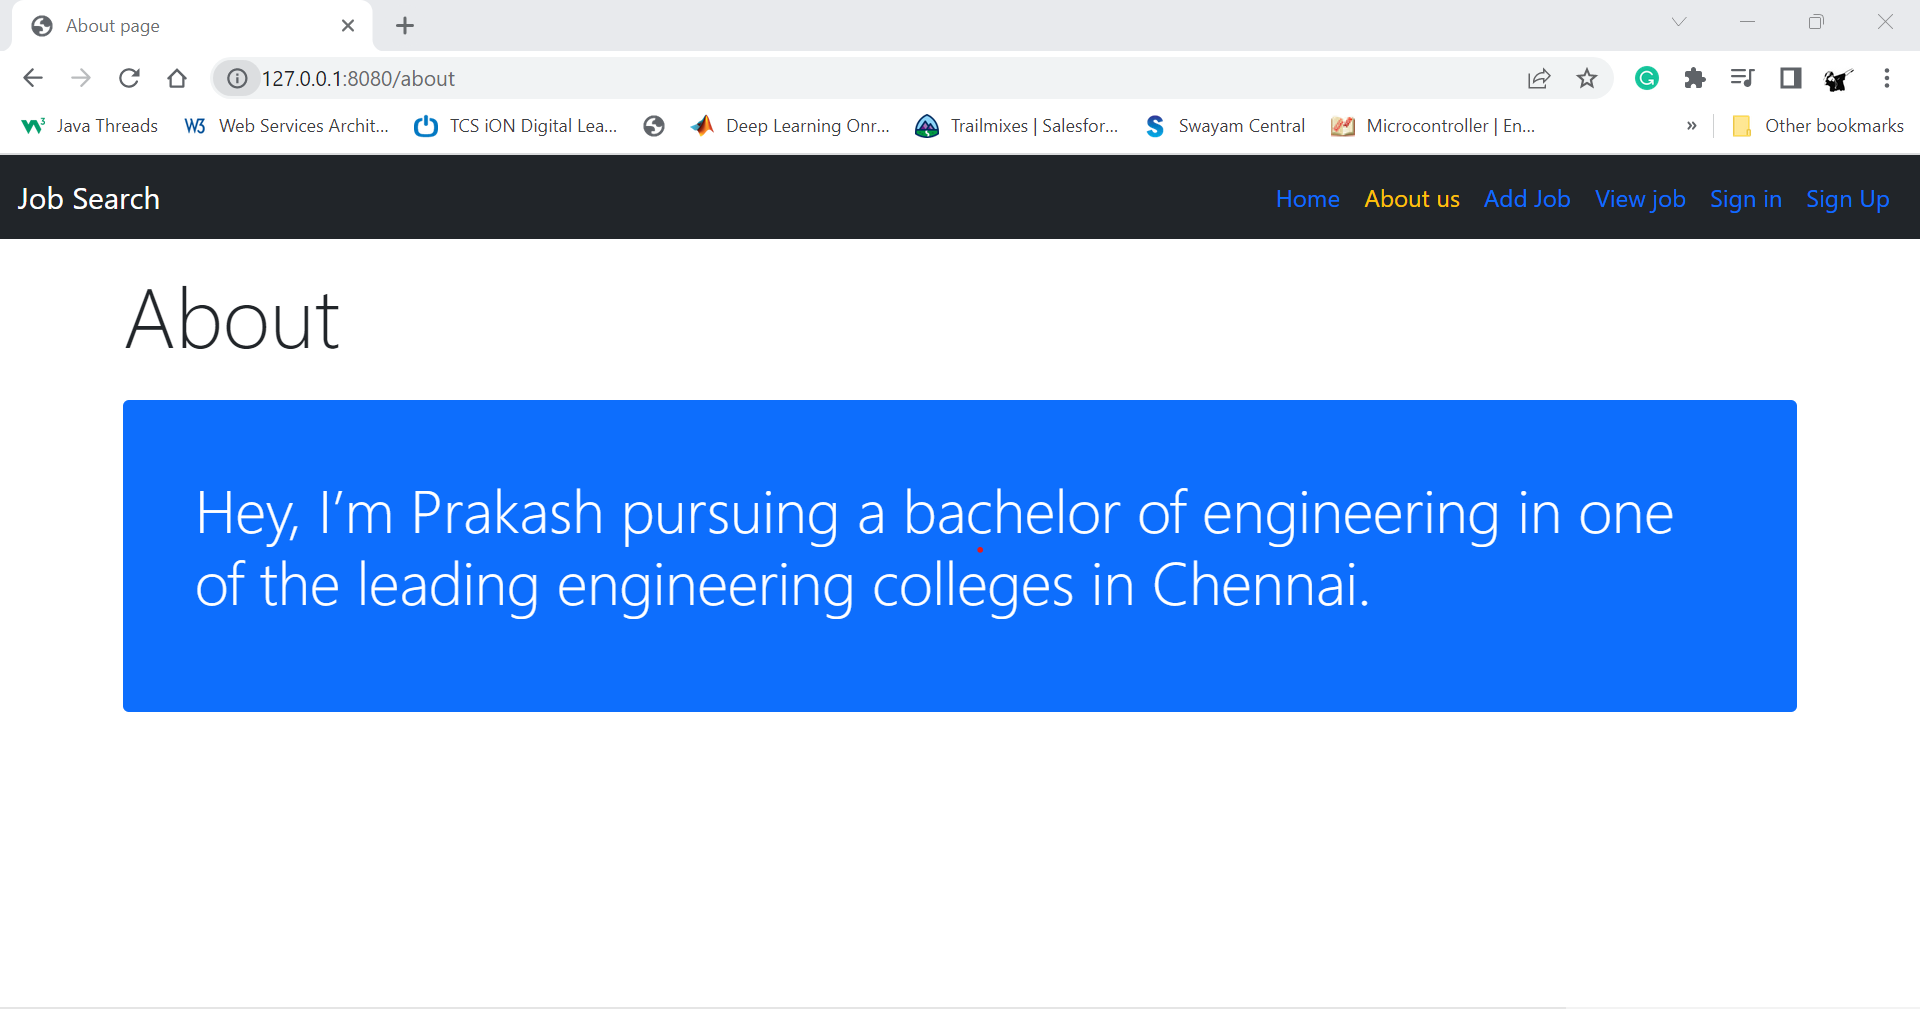 About page
127.0.0.1:8080/about
Java Threads Web Services Archit... TCS iON Digital Lea... Deep Learning Onr... Trailmixes | Salesfor... Swayam Central Microcontroller | En... » Other bookmarks
Job Search Home About us Add Job View job Sign in Sign Up
About
Hey, I’m Prakash pursuing a bachelor of engineering in one
of the leading engineering colleges in Chennai.